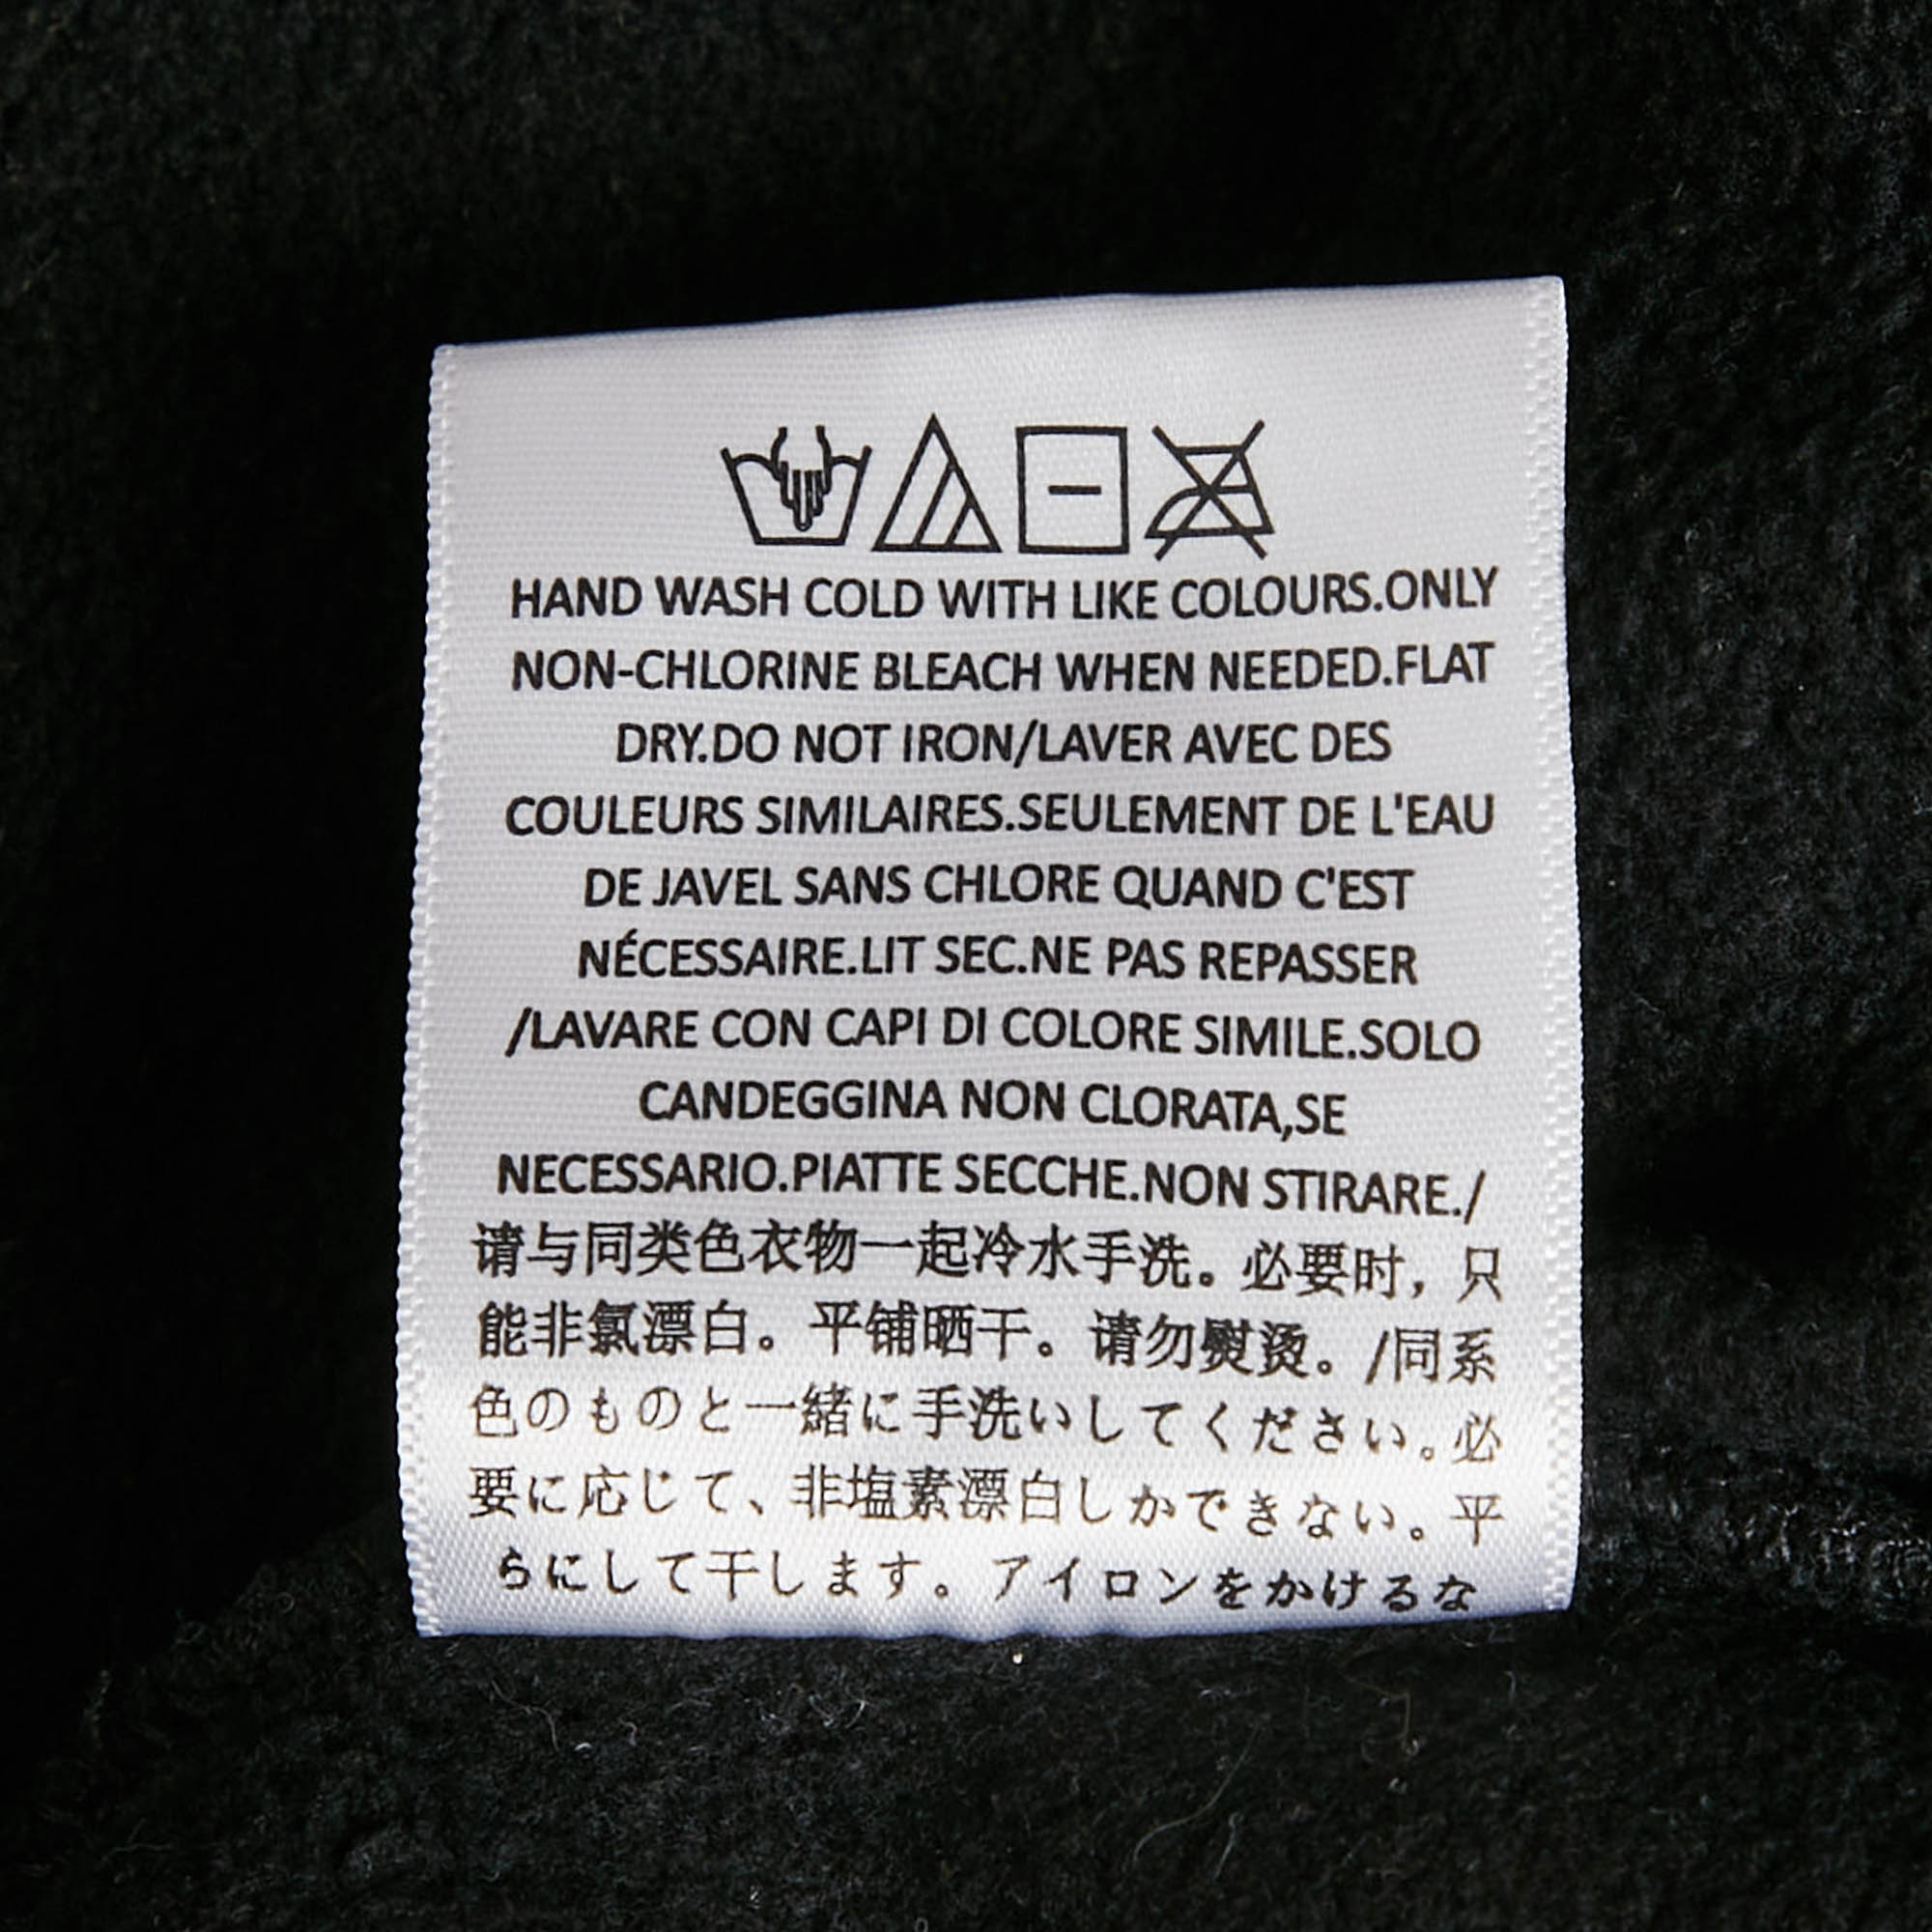 HAND WASH COLD WITH LIKE COLOURS.ONLY
NON-CHLORINE BLEACH WHEN NEEDED.FLAT
DRY.DO NOT IRON/LAVER AVEC DES
COULEURS SIMILAIRES.SEULEMENT DE L'EAU
DE JAVEL SANS CHLORE QUAND C'EST
NÉCESSAIRE.LIT SEC.NE PAS REPASSER
/LAVARE CON CAPI DI COLORE SIMILE.SOLO
CANDEGGINA NON CLORATA,SE
NECESSARIO.PIATTE SECCHE.NON STIRARE./
请与同类色衣物一起冷水手洗。必要时，只
能非氯漂白。平铺晒干。请勿熨烫。/同系
色のものと一緒に手洗いしてください。必
要に応じて、非塩素漂白しかできない。平
らにして干します。アイロンをかけるな